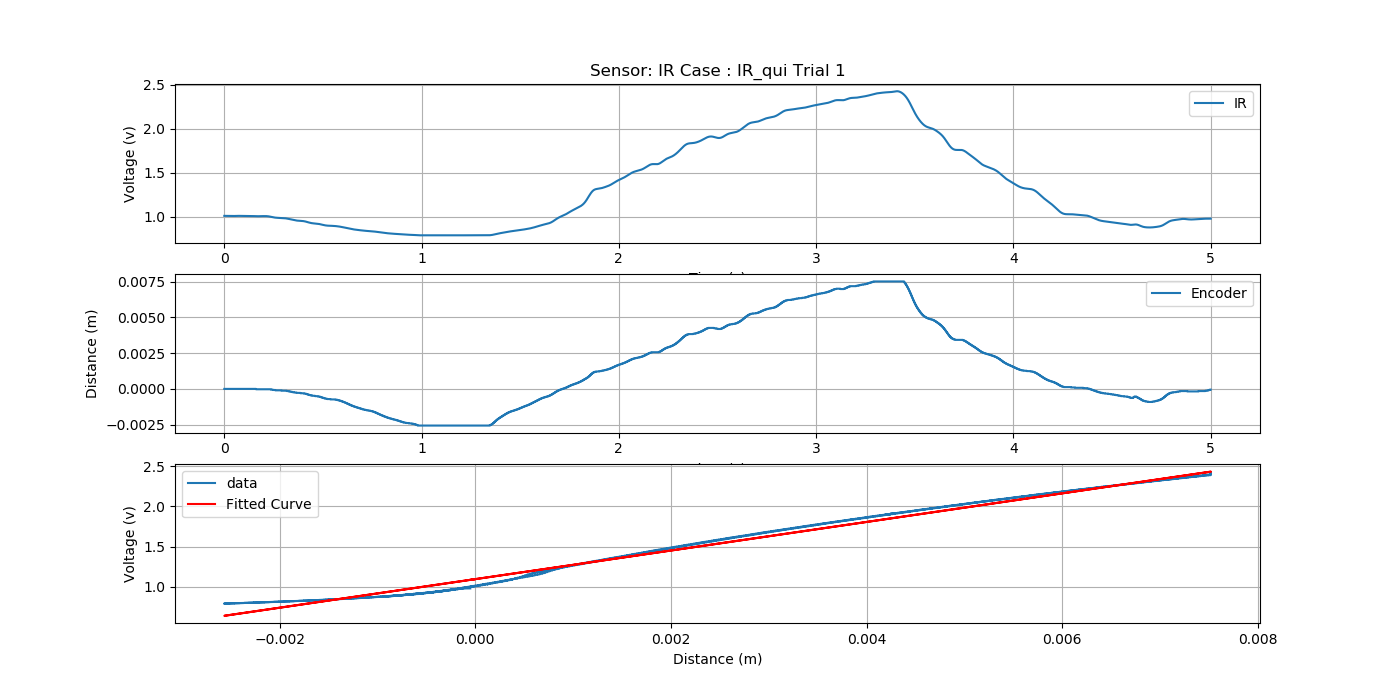 Sensor: IR Case : IR_qui Trial 1
2.5
2.0
1.5
1.0
Voltage (v)
IR
0 1 2 3 4 5
0.0075
0.0050
0.0025
0.0000
−0.0025
Distance (m)
Encoder
0 1 2 3 4 5
2.5
2.0
1.5
1.0
Voltage (v)
data
Fitted Curve
−0.002 0.000 0.002 0.004 0.006 0.008
Distance (m)